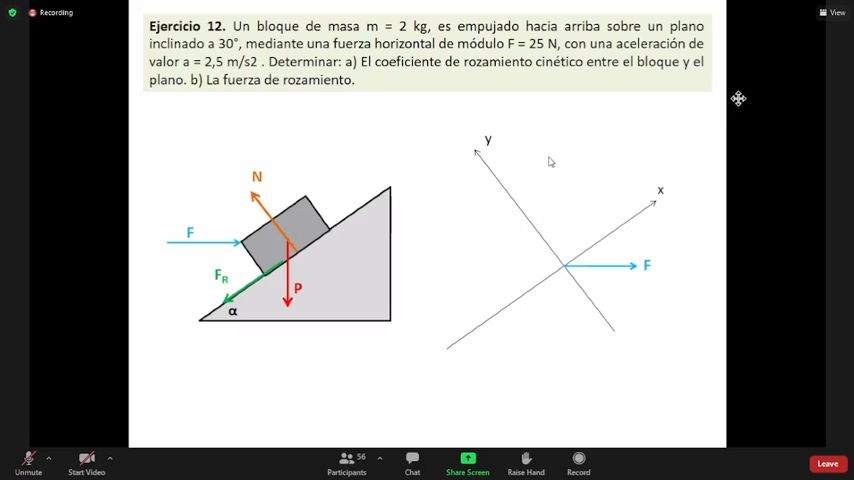 Recording
View
Ejercicio 12. Un bloque de masa m = 2 kg, es empujado hacia arriba sobre un plano
inclinado a 30°, mediante una fuerza horizontal de módulo F = 25 N, con una aceleración de
valor a = 2,5 m/s2 . Determinar: a) El coeficiente de rozamiento cinético entre el bloque y el
plano. b) La fuerza de rozamiento.
y
N
x
F
F
FR
P
α
56
Unmute
Start Video
Participants
Chat
Share Screen
Raise Hand
Record
Leave